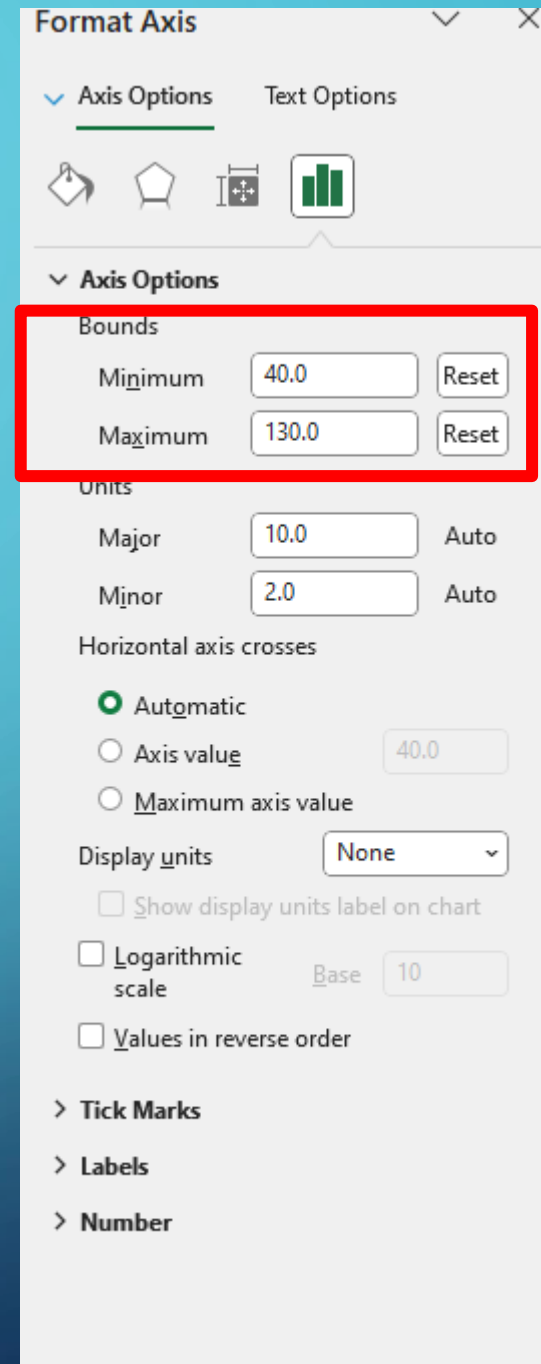 Format Axis
Axis Options Text Options
Axis Options
Bounds
Minimum 40.0 Reset
Maximum 130.0 Reset
Units
Major 10.0 Auto
Minor 2.0 Auto
Horizontal axis crosses
Automatic
Axis value 40.0
Maximum axis value
Display units None
Show display units label on chart
Logarithmic
scale Base 10
Values in reverse order
Tick Marks
Labels
Number